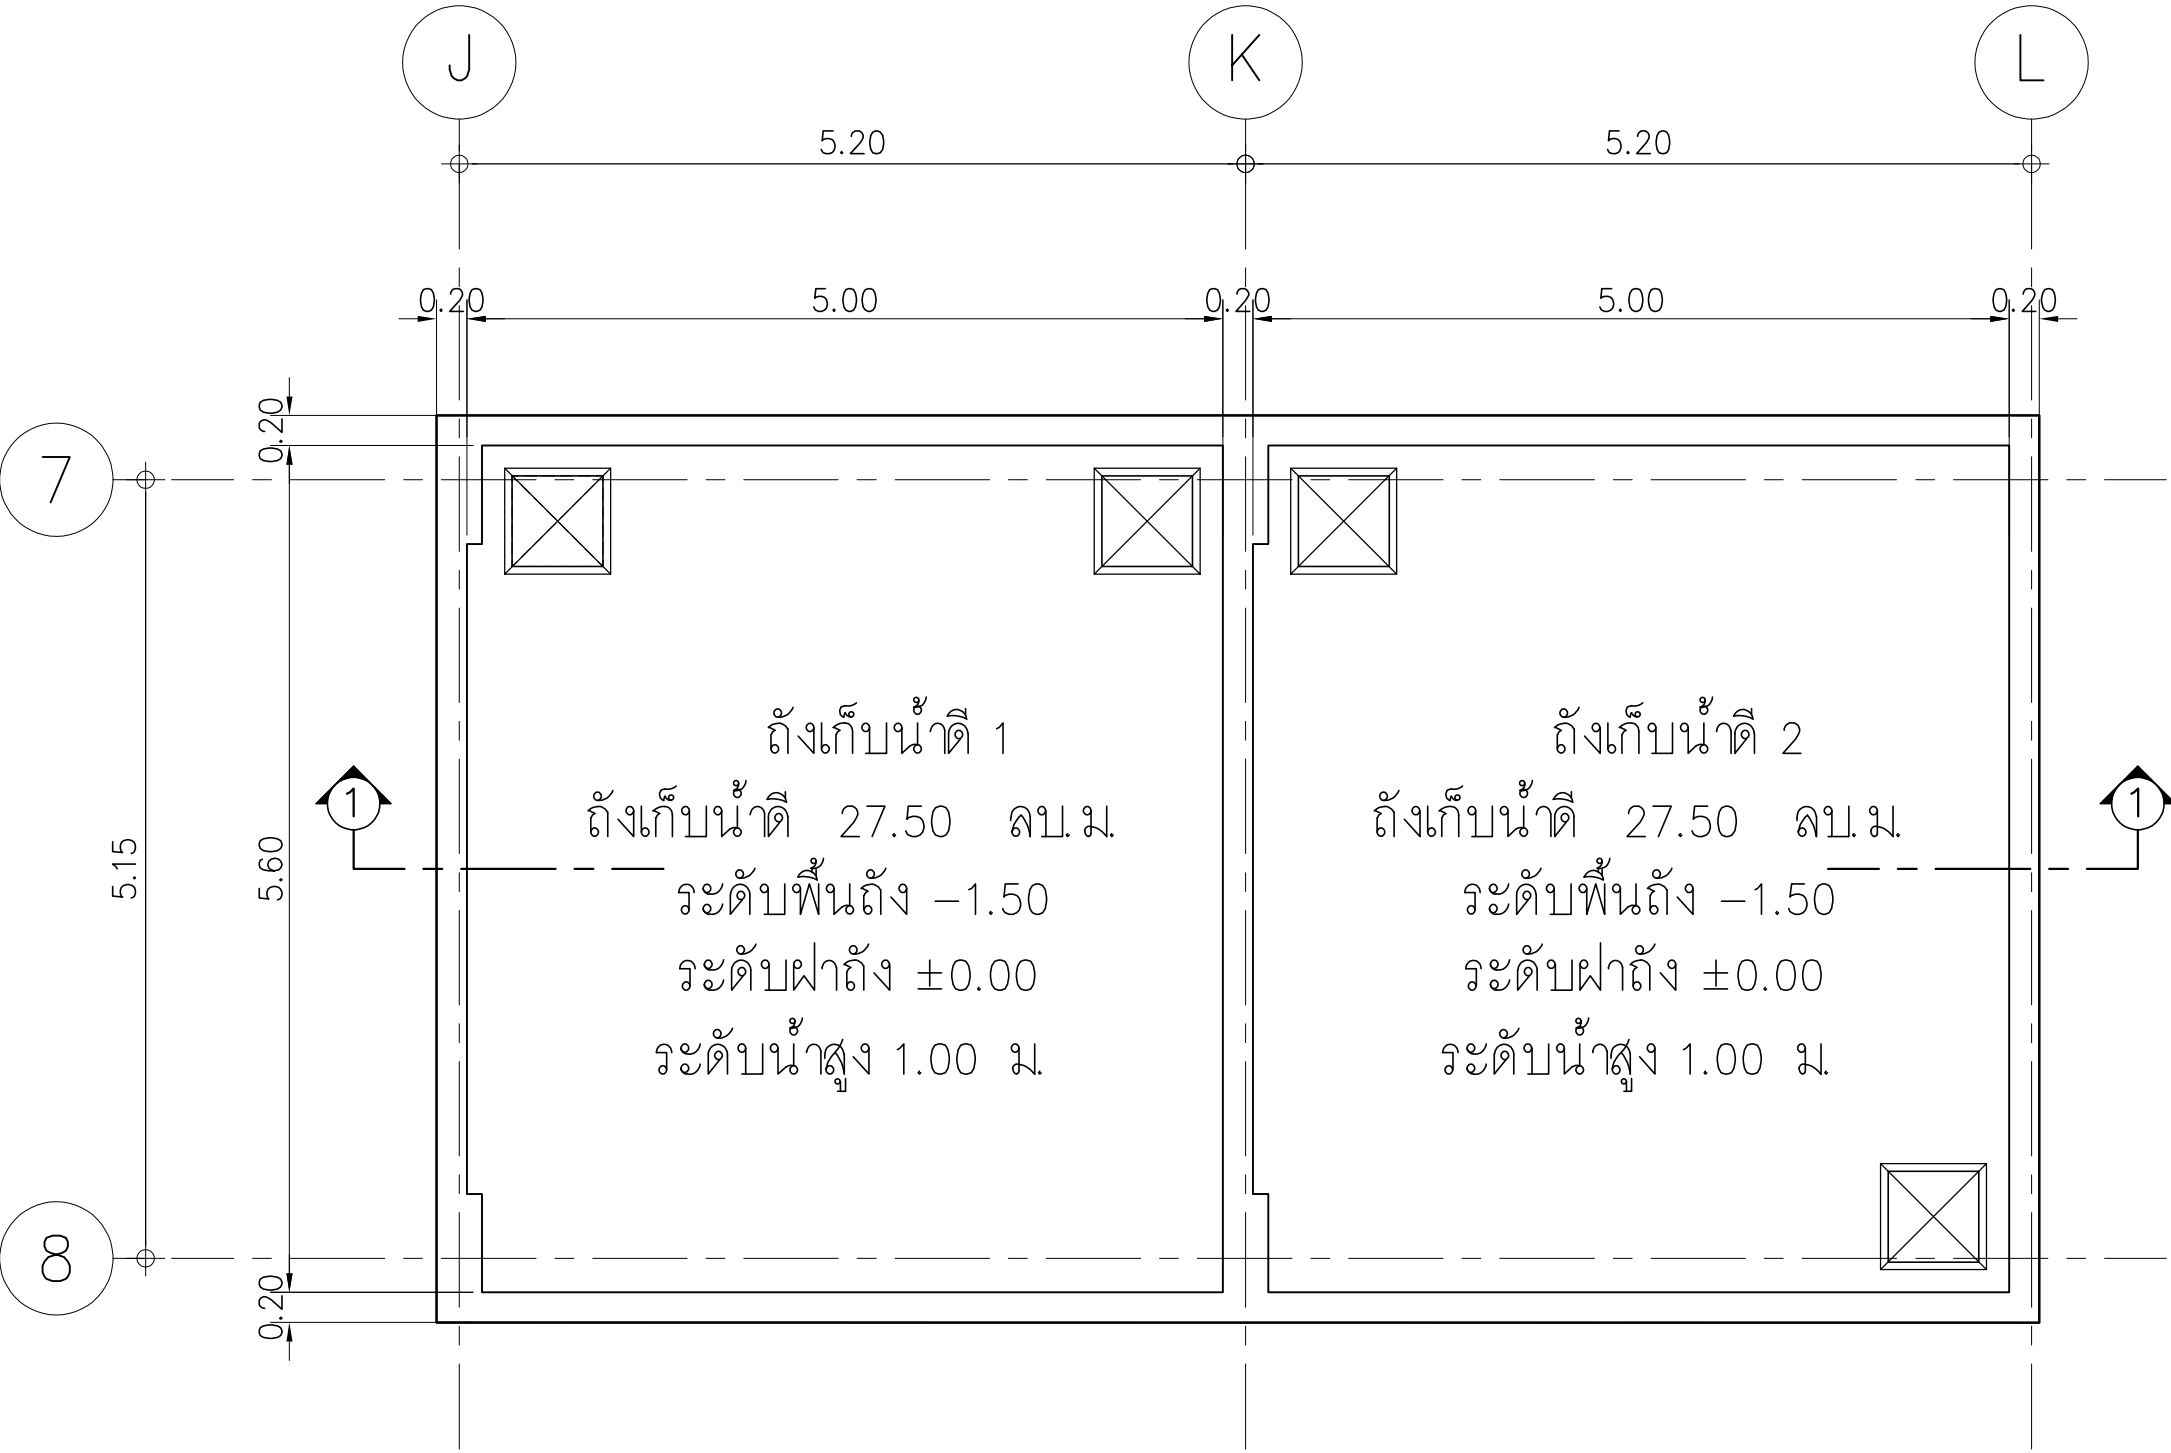 J K L
5.20 5.20
0.20 5.00 0.20 5.00 0.20
0.20
7
ถังเก็บน้ำดี 1
ถังเก็บน้ำดี 27.50 ลบ.ม.
ระดับพื้นถัง -1.50
ระดับฝาถัง ±0.00
ระดับน้ำสูง 1.00 ม.
ถังเก็บน้ำดี 2
ถังเก็บน้ำดี 27.50 ลบ.ม.
ระดับพื้นถัง -1.50
ระดับฝาถัง ±0.00
ระดับน้ำสูง 1.00 ม.
1 1
5.15 5.60
8
0.20